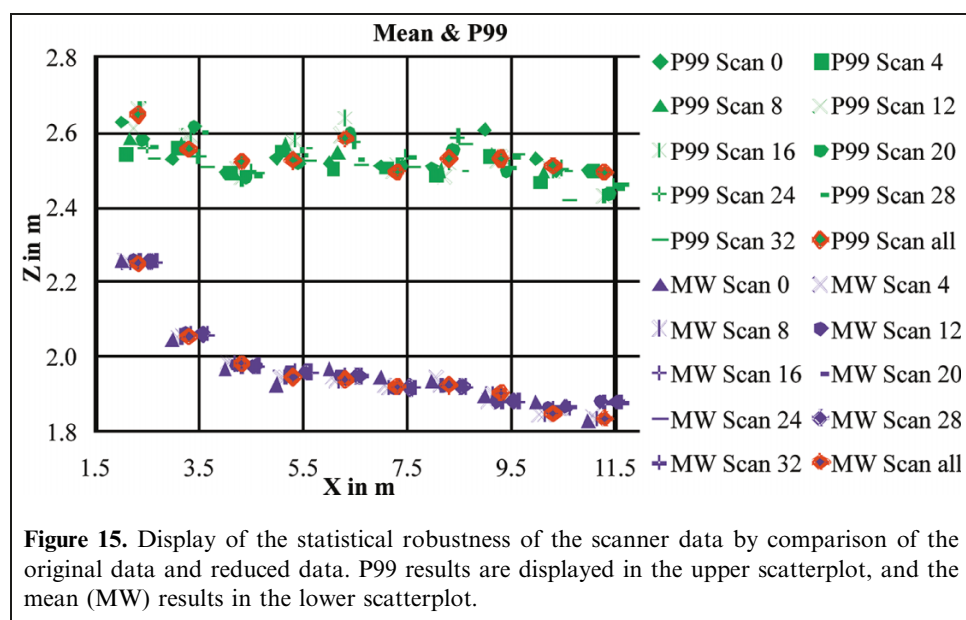 Mean & P99
2.8
2.6
2.4
2.2
2.0
1.8
Z in m
1.5 3.5 5.5 7.5 9.5 11.5
X in m
P99 Scan 0 P99 Scan 4
P99 Scan 8 P99 Scan 12
P99 Scan 16 P99 Scan 20
P99 Scan 24 P99 Scan 28
P99 Scan 32 P99 Scan all
MW Scan 0 MW Scan 4
MW Scan 8 MW Scan 12
MW Scan 16 MW Scan 20
MW Scan 24 MW Scan 28
MW Scan 32 MW Scan all
Figure 15. Display of the statistical robustness of the scanner data by comparison of the
original data and reduced data. P99 results are displayed in the upper scatterplot, and the
mean (MW) results in the lower scatterplot.